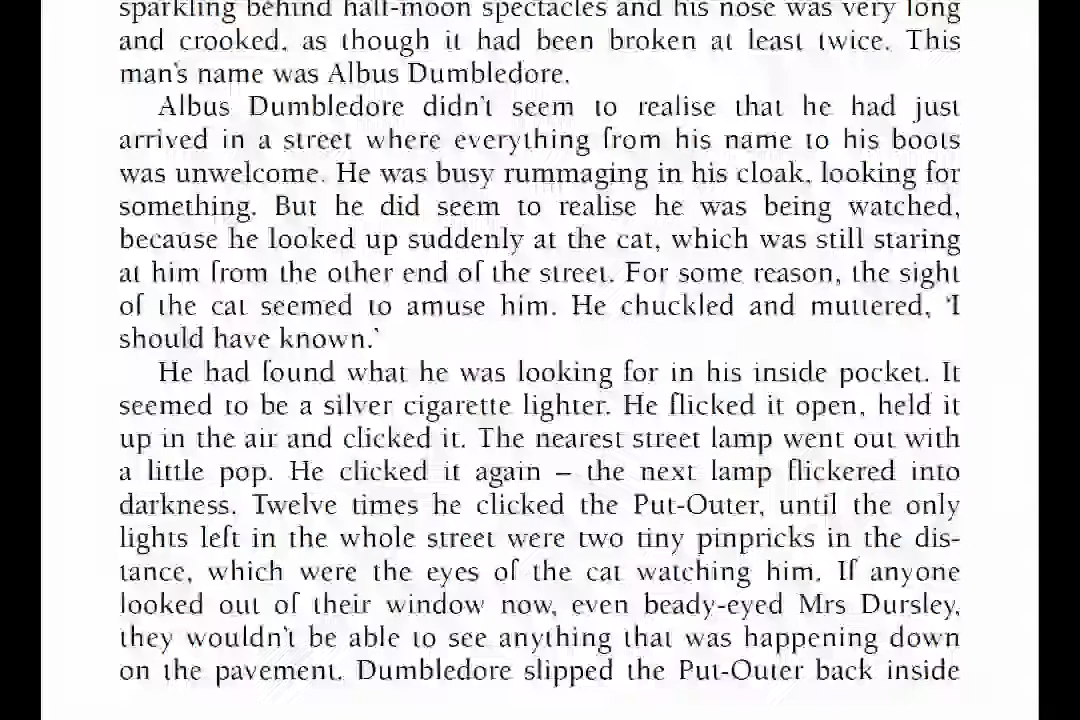 sparkling behind half-moon spectacles and his nose was very long
and crooked, as though it had been broken at least twice. This
man's name was Albus Dumbledore.
Albus Dumbledore didn't seem to realise that he had just
arrived in a street where everything from his name to his boots
was unwelcome. He was busy rummaging in his cloak, looking for
something. But he did seem to realise he was being watched,
because he looked up suddenly at the cat, which was still staring
at him from the other end of the street. For some reason, the sight
of the cat seemed to amuse him. He chuckled and muttered, 'I
should have known.'
He had found what he was looking for in his inside pocket. It
seemed to be a silver cigarette lighter. He flicked it open, held it
up in the air and clicked it. The nearest street lamp went out with
a little pop. He clicked it again – the next lamp flickered into
darkness. Twelve times he clicked the Put-Outer, until the only
lights left in the whole street were two tiny pinpricks in the dis-
tance, which were the eyes of the cat watching him. If anyone
looked out of their window now, even beady-eyed Mrs Dursley,
they wouldn't be able to see anything that was happening down
on the pavement. Dumbledore slipped the Put-Outer back inside